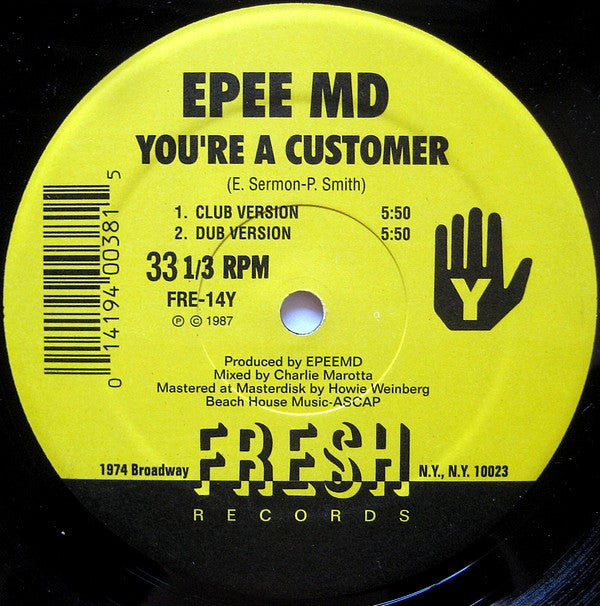 EPEE MD
YOU'RE A CUSTOMER
(E. Sermon-P. Smith)
1. CLUB VERSION 5:50
2. DUB VERSION 5:50
33 1/3 RPM
FRE-14Y
℗ © 1987
Y
0 14194 00381 5
Produced by EPEEMD
Mixed by Charlie Marotta
Mastered at Masterdisk by Howie Weinberg
Beach House Music-ASCAP
1974 Broadway FRESH N.Y., N.Y. 10023
RECORDS